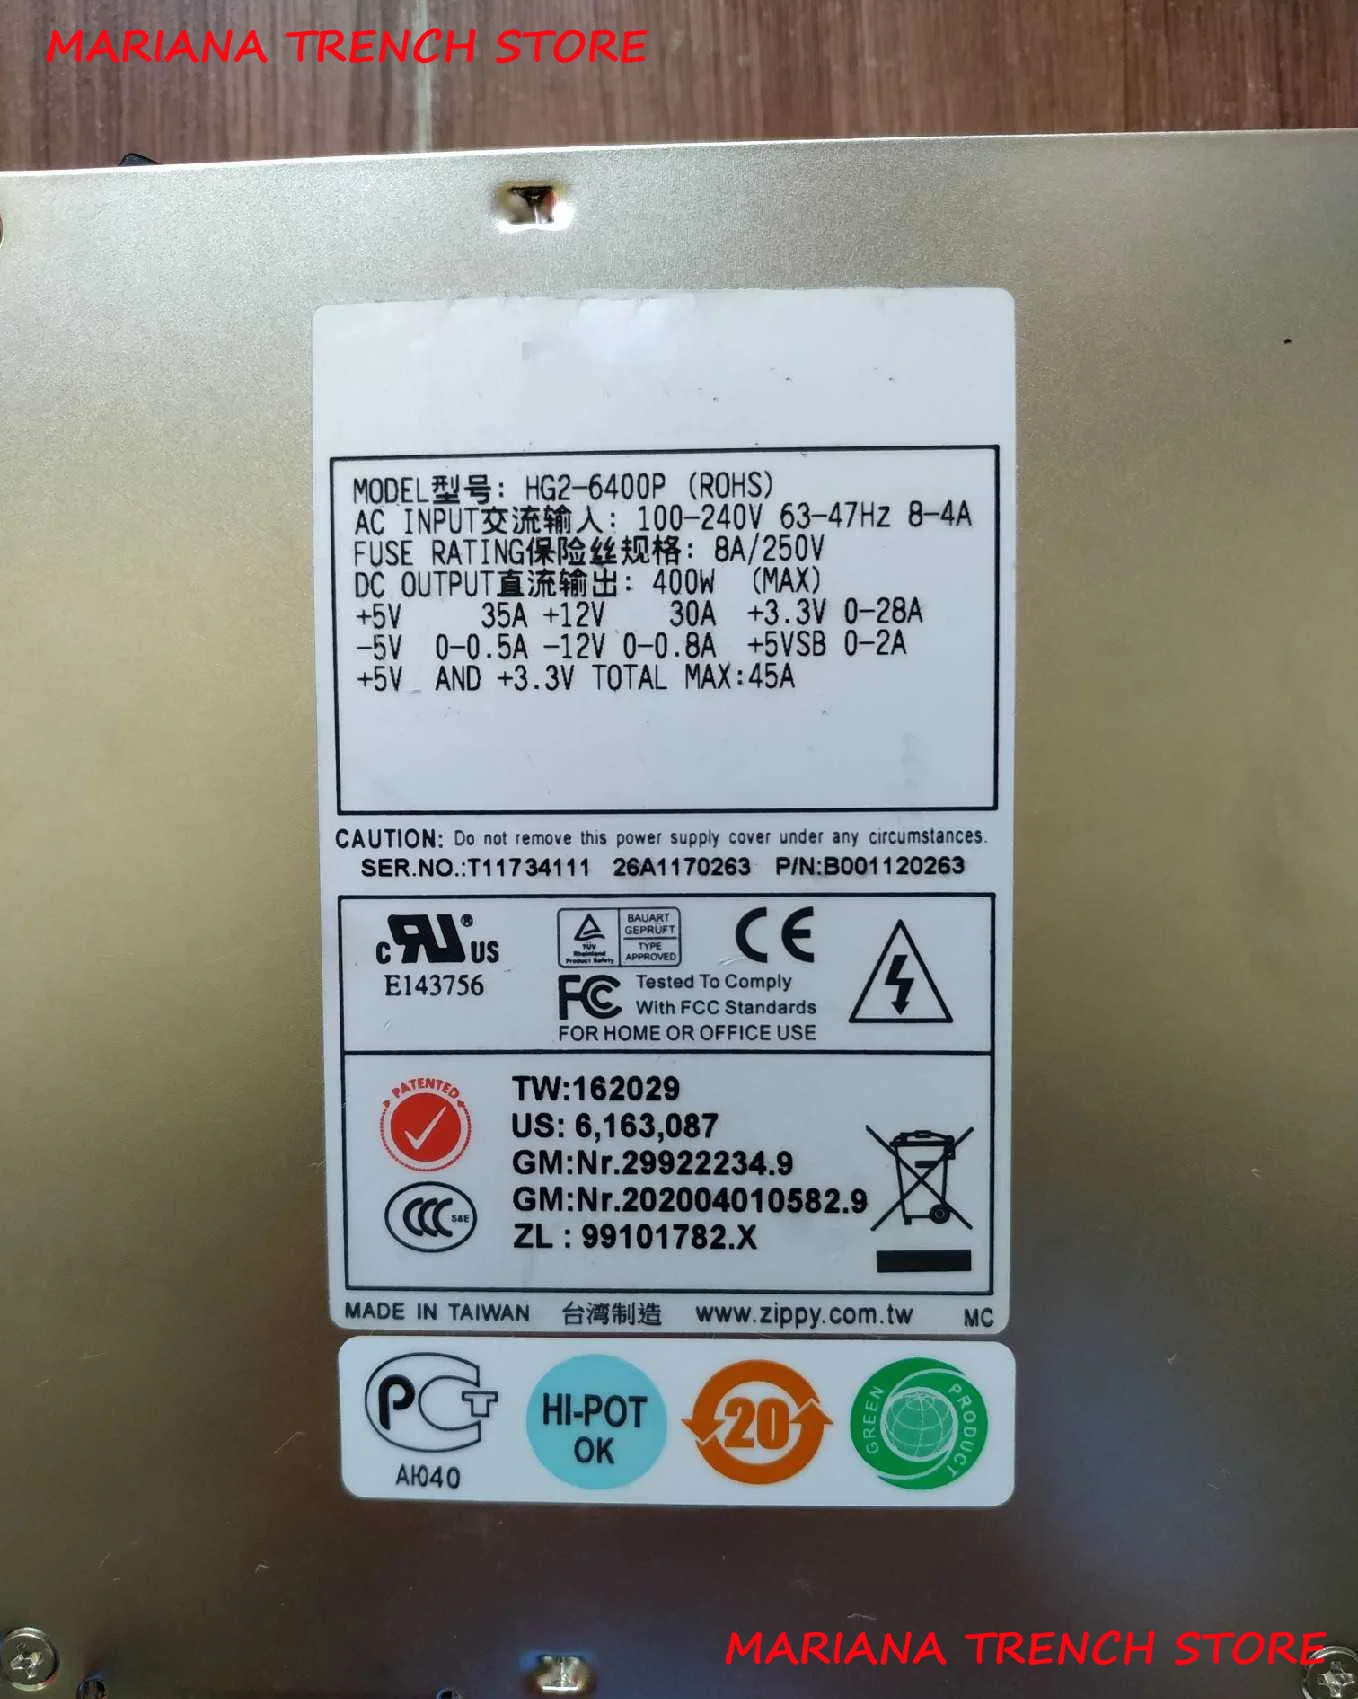 MARIANA TRENCH STORE
MODEL型号: HG2-6400P (ROHS)
AC INPUT交流输入: 100-240V 63-47Hz 8-4A
FUSE RATING保险丝规格: 8A/250V
DC OUTPUT直流输出: 400W (MAX)
+5V 35A +12V 30A +3.3V 0-28A
-5V 0-0.5A -12V 0-0.8A +5VSB 0-2A
+5V AND +3.3V TOTAL MAX:45A
CAUTION: Do not remove this power supply cover under any circumstances.
SER.NO.:T11734111 26A1170263 P/N:B001120263
c RU ® US
E143756
TÜV
Rheinland
Product Safety
BAUART
GEPRÜFT
TYPE
APPROVED
CE
FC Tested To Comply
With FCC Standards
FOR HOME OR OFFICE USE
PATENTED
TW:162029
US: 6,163,087
GM:Nr.29922234.9
GM:Nr.202004010582.9
ZL : 99101782.X
CCC S&E
MADE IN TAIWAN 台湾制造 www.zippy.com.tw MC
PCT
АЮ40
HI-POT
OK
20
GREEN PRODUCT
MARIANA TRENCH STORE